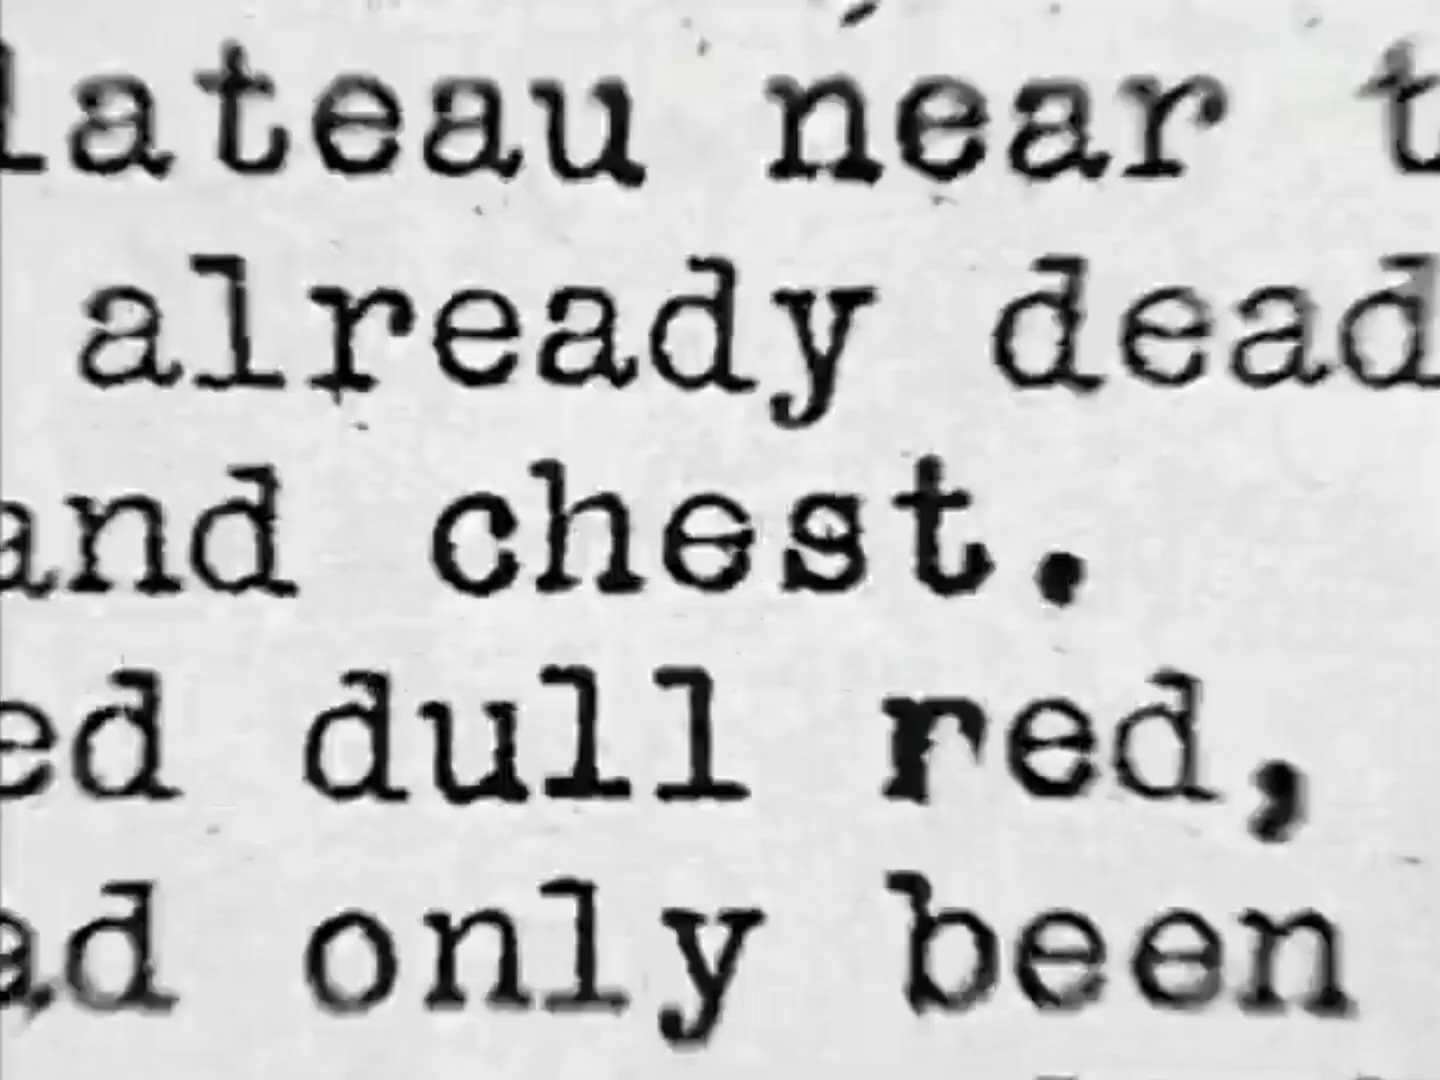 lateau near t
already dead
and chest.
ed dull red,
ad only been